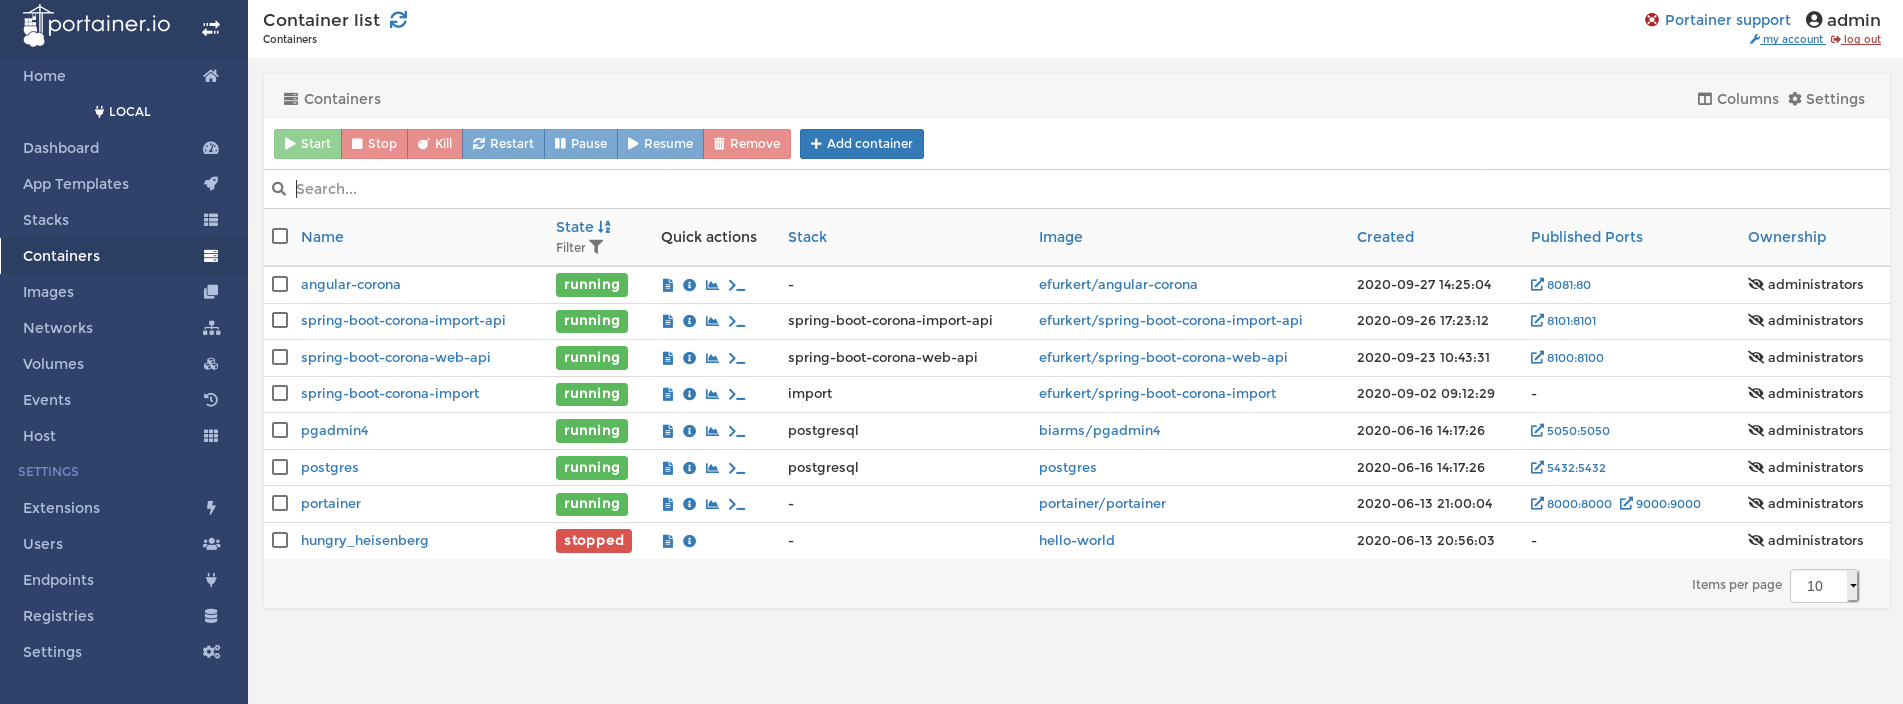 portainer.io
Home
LOCAL
Dashboard
App Templates
Stacks
Containers
Images
Networks
Volumes
Events
Host
SETTINGS
Extensions
Users
Endpoints
Registries
Settings
Container list
Containers
Portainer support admin
my account log out
Containers
Columns Settings
Start Stop Kill Restart Pause Resume Remove Add container
Search...
Name State Filter Quick actions Stack Image Created Published Ports Ownership
angular-corona running - efurkert/angular-corona 2020-09-27 14:25:04 8081:80 administrators
spring-boot-corona-import-api running spring-boot-corona-import-api efurkert/spring-boot-corona-import-api 2020-09-26 17:23:12 8101:8101 administrators
spring-boot-corona-web-api running spring-boot-corona-web-api efurkert/spring-boot-corona-web-api 2020-09-23 10:43:31 8100:8100 administrators
spring-boot-corona-import running import efurkert/spring-boot-corona-import 2020-09-02 09:12:29 - administrators
pgadmin4 running postgresql biarms/pgadmin4 2020-06-16 14:17:26 5050:5050 administrators
postgres running postgresql postgres 2020-06-16 14:17:26 5432:5432 administrators
portainer running - portainer/portainer 2020-06-13 21:00:04 8000:8000 9000:9000 administrators
hungry_heisenberg stopped - hello-world 2020-06-13 20:56:03 - administrators
Items per page 10